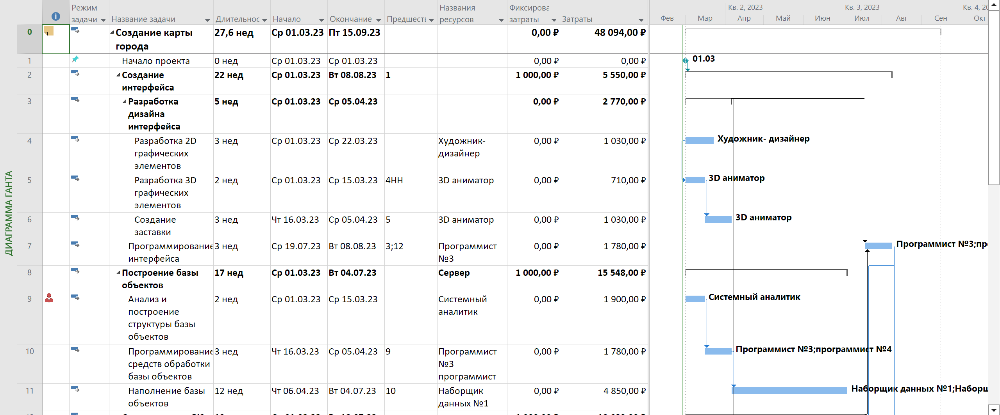 Режим задачи
Название задачи
Длительнос
Начало
Окончание
Предшеств
Названия ресурсов
Фиксирова затраты
Затраты
Кв. 2, 2023
Кв. 3, 2023
Кв. 4, 20
Фев Мар Апр Май Июн Июл Авг Сен Окт
ДИАГРАММА ГАНТА
0 Создание карты 27,6 нед Ср 01.03.23 Пт 15.09.23 0,00 ₽ 48 094,00 ₽
города
1 Начало проекта 0 нед Ср 01.03.23 Ср 01.03.23 0,00 ₽ 0,00 ₽ 01.03
2 Создание 22 нед Ср 01.03.23 Вт 08.08.23 1 1 000,00 ₽ 5 550,00 ₽
интерфейса
3 Разработка 5 нед Ср 01.03.23 Ср 05.04.23 0,00 ₽ 2 770,00 ₽
дизайна
интерфейса
4 Разработка 2D 3 нед Ср 01.03.23 Ср 22.03.23 Художник- 0,00 ₽ 1 030,00 ₽ Художник- дизайнер
графических дизайнер
элементов
5 Разработка 3D 2 нед Ср 01.03.23 Ср 15.03.23 4НН 3D аниматор 0,00 ₽ 710,00 ₽ 3D аниматор
графических
элементов
6 Создание 3 нед Чт 16.03.23 Ср 05.04.23 5 3D аниматор 0,00 ₽ 1 030,00 ₽ 3D аниматор
заставки
7 Программирование 3 нед Ср 19.07.23 Вт 08.08.23 3;12 Программист 0,00 ₽ 1 780,00 ₽ Программист №3;про
интерфейса №3
8 Построение базы 17 нед Ср 01.03.23 Вт 04.07.23 Сервер 1 000,00 ₽ 15 548,00 ₽
объектов
9 Анализ и 2 нед Ср 01.03.23 Ср 15.03.23 Системный 0,00 ₽ 1 900,00 ₽ Системный аналитик
построение аналитик
структуры базы
объектов
10 Программирование 3 нед Чт 16.03.23 Ср 05.04.23 9 Программист 0,00 ₽ 1 780,00 ₽ Программист №3;программист №4
средств обработки №3
базы объектов программист
11 Наполнение базы 12 нед Чт 06.04.23 Вт 04.07.23 10 Наборщик 0,00 ₽ 4 850,00 ₽ Наборщик данных №1;Наборщ
объектов данных №1